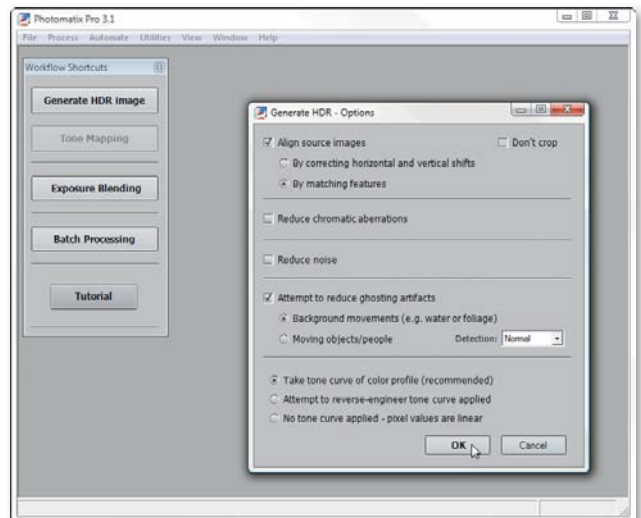 Photomatix Pro 3.1
File Process Automate Utilities View Window Help
Workflow Shortcuts
Generate HDR image
Tone Mapping
Exposure Blending
Batch Processing
Tutorial
Generate HDR - Options
Align source images Don't crop
By correcting horizontal and vertical shifts
By matching features
Reduce chromatic aberrations
Reduce noise
Attempt to reduce ghosting artifacts
Background movements (e.g. water or foliage)
Moving objects/people Detection: Normal
Take tone curve of color profile (recommended)
Attempt to reverse-engineer tone curve applied
No tone curve applied - pixel values are linear
OK Cancel